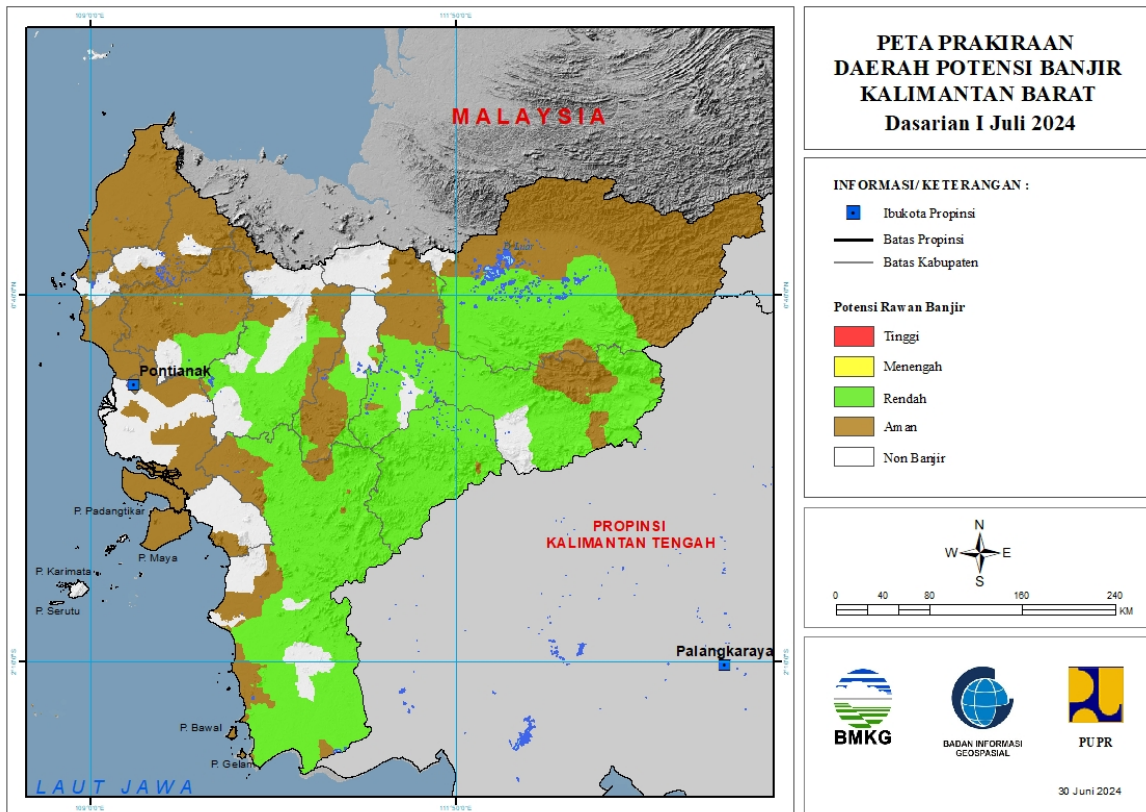 PETA PRAKIRAAN
DAERAH POTENSI BANJIR
KALIMANTAN BARAT
Dasarian I Juli 2024
INFORMASI/ KETERANGAN :
Ibukota Propinsi
Batas Propinsi
Batas Kabupaten
Potensi Rawan Banjir
Tinggi
Menengah
Rendah
Aman
Non Banjir
N
W E
S
0 40 80 160 240
KM
BMKG
BADAN INFORMASI
GEOSPASIAL
PU PR
30 Juni 2024
MALAYSIA
Pontianak
P. Padangtikar
P. Maya
P. Karimata
P. Serutu
PROPINSI
KALIMANTAN TENGAH
Palangkaraya
P. Bawal
P. Gelam
LAUT JAWA